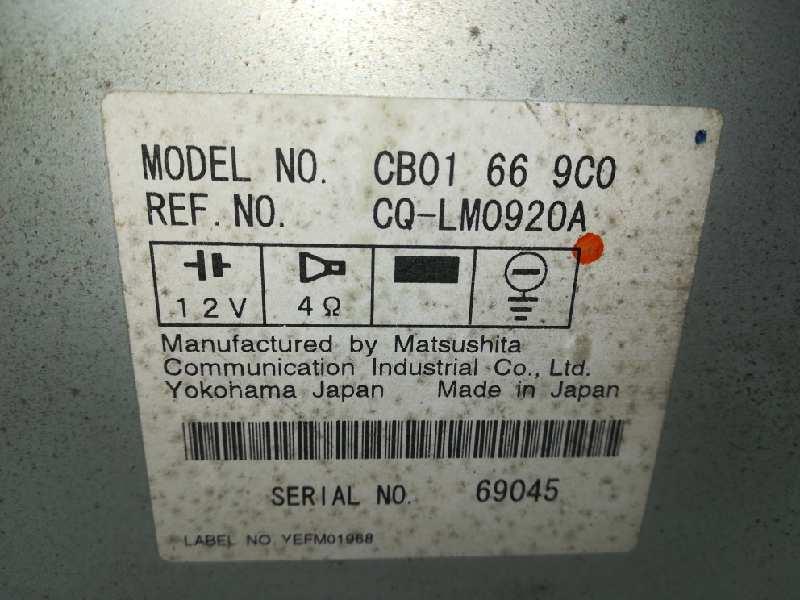 MODEL NO. CB01 66 9C0
REF. NO. CQ-LM0920A
12V 4Ω
Manufactured by Matsushita
Communication Industrial Co., Ltd.
Yokohama Japan Made in Japan
SERIAL NO. 69045
LABEL NO. YEFM01968